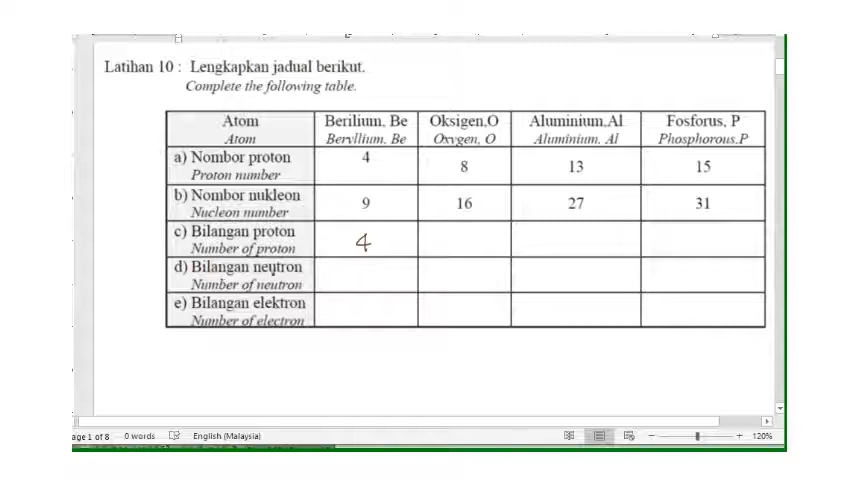 Latihan 10 : Lengkapkan jadual berikut.
Complete the following table.
Atom Berilium, Be Oksigen,O Aluminium,Al Fosforus, P
Atom Beryllium. Be Oxygen, O Aluminium. Al Phosphorous.P
a) Nombor proton 4 8 13 15
Proton number
b) Nombor nukleon 9 16 27 31
Nucleon number
c) Bilangan proton 4
Number of proton
d) Bilangan neutron
Number of neutron
e) Bilangan elektron
Number of electron
age 1 of 8 0 words English (Malaysia) 120%